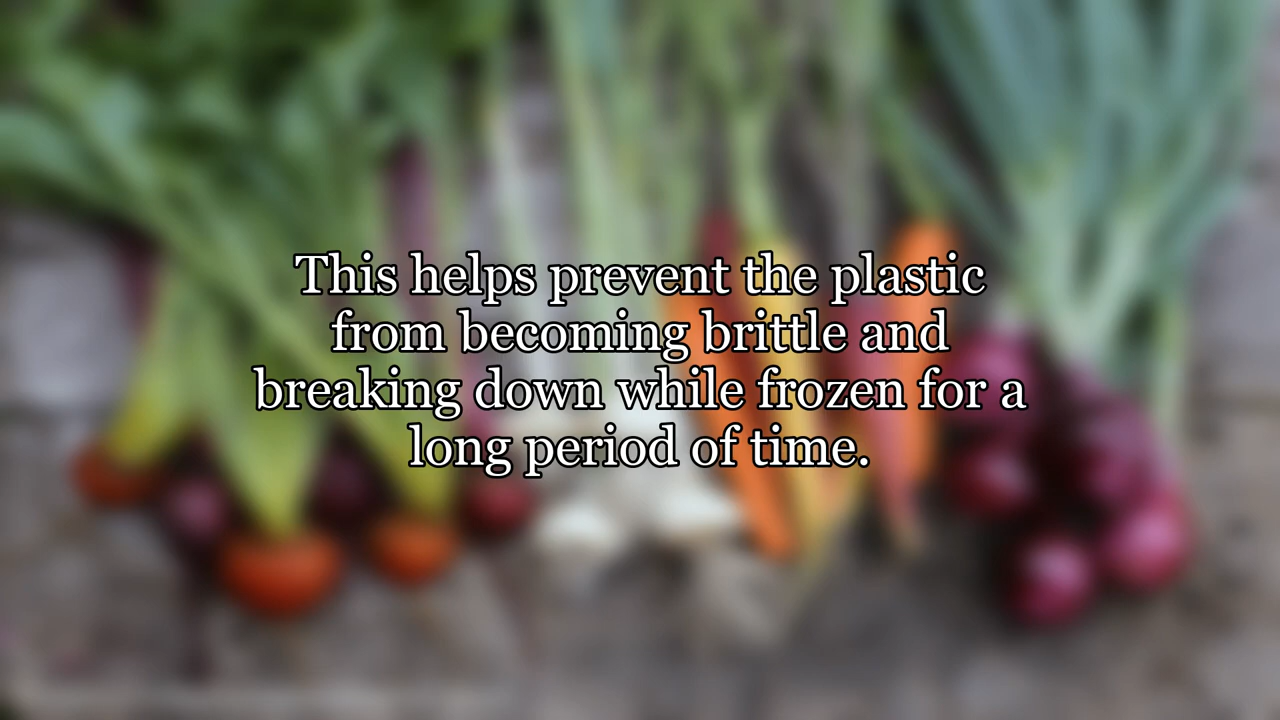 This helps prevent the plastic
from becoming brittle and
breaking down while frozen for a
long period of time.